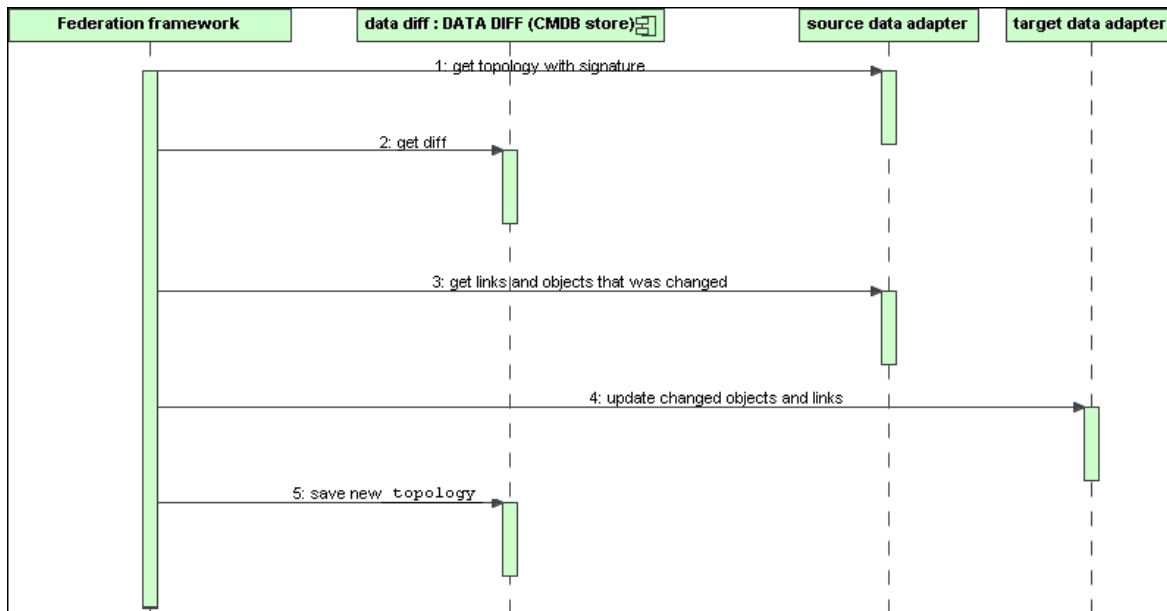 Federation framework
data diff : DATA DIFF (CMDB store)
source data adapter
target data adapter
1: get topology with signature
2: get diff
3: get links and objects that was changed
4: update changed objects and links
5: save new topology